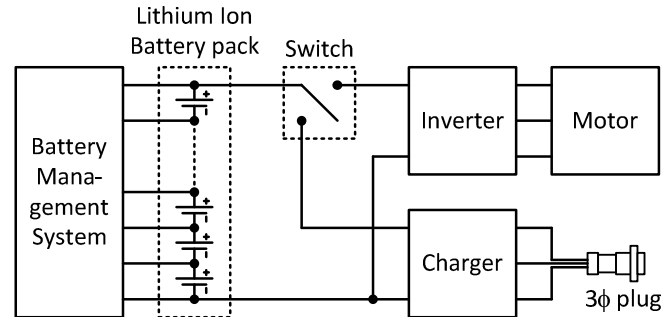 Lithium Ion
Battery pack
Switch
Battery
Mana-
gement
System
Inverter
Motor
Charger
3ϕ plug